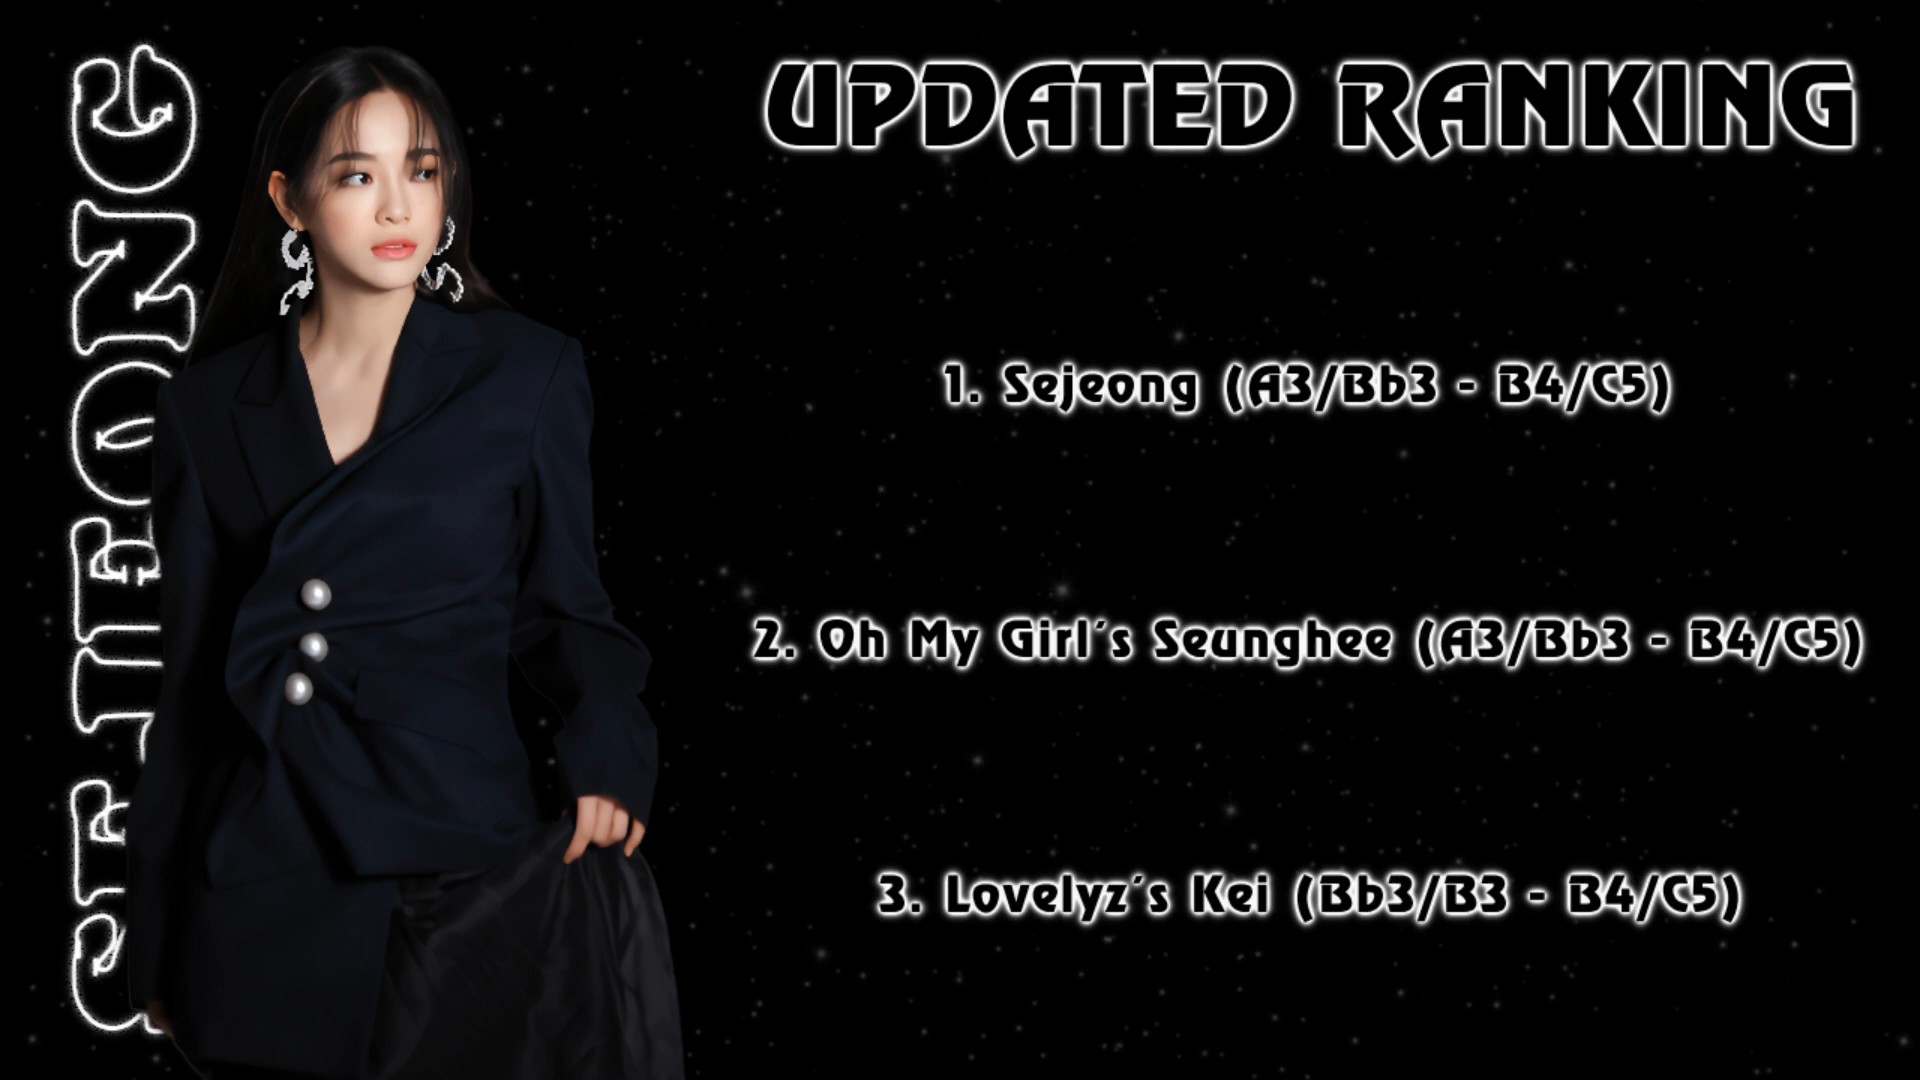 SEJEONG
UPDATED RANKING
1. Sejeong (A3/Bb3 - B4/C5)
2. Oh My Girl´s Seunghee (A3/Bb3 - B4/C5)
3. Lovelyz´s Kei (Bb3/B3 - B4/C5)